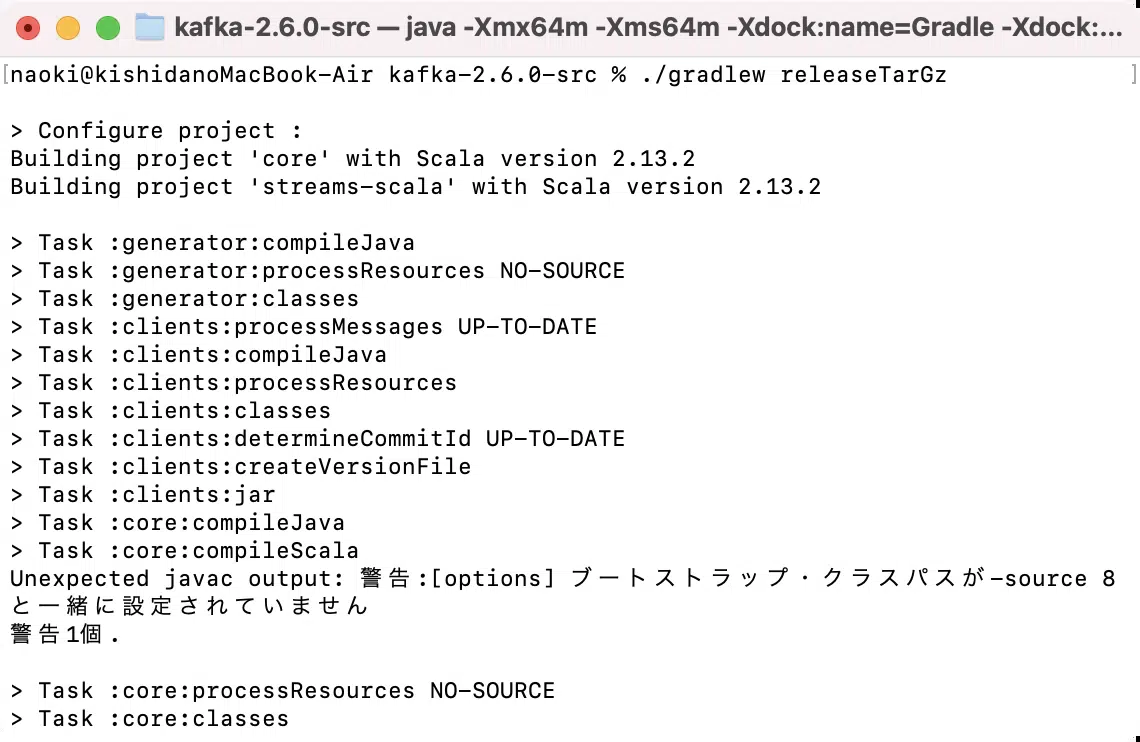 kafka-2.6.0-src — java -Xmx64m -Xms64m -Xdock:name=Gradle -Xdock:...
[naoki@kishidanoMacBook-Air kafka-2.6.0-src % ./gradlew releaseTarGz ]
> Configure project :
Building project 'core' with Scala version 2.13.2
Building project 'streams-scala' with Scala version 2.13.2
> Task :generator:compileJava
> Task :generator:processResources NO-SOURCE
> Task :generator:classes
> Task :clients:processMessages UP-TO-DATE
> Task :clients:compileJava
> Task :clients:processResources
> Task :clients:classes
> Task :clients:determineCommitId UP-TO-DATE
> Task :clients:createVersionFile
> Task :clients:jar
> Task :core:compileJava
> Task :core:compileScala
Unexpected javac output: 警告:[options] ブートストラップ・クラスパスが-source 8
と一緒に設定されていません
警告1個.
> Task :core:processResources NO-SOURCE
> Task :core:classes